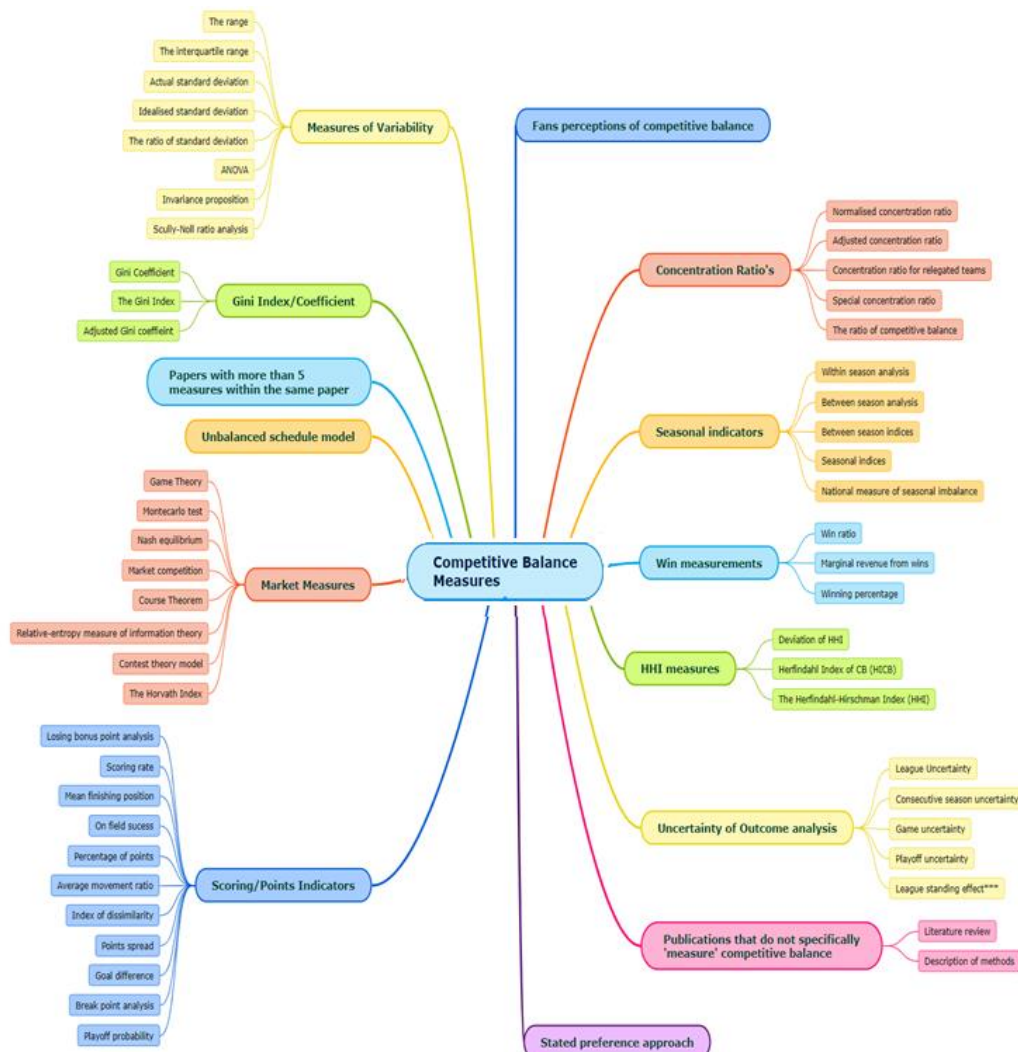 The range
The interquartile range
Actual standard deviation
Idealised standard deviation
The ratio of standard deviation
ANOVA
Invariance proposition
Scully-Noll ratio analysis
Measures of Variability
Gini Coefficient
The Gini Index
Adjusted Gini coeffieint
Gini Index/Coefficient
Papers with more than 5
measures within the same paper
Unbalanced schedule model
Game Theory
Montecarlo test
Nash equilibrium
Market competition
Course Theorem
Relative-entropy measure of information theory
Contest theory model
The Horvath Index
Market Measures
Losing bonus point analysis
Scoring rate
Mean finishing position
On field sucess
Percentage of points
Average movement ratio
Index of dissimilarity
Points spread
Goal difference
Break point analysis
Playoff probability
Scoring/Points Indicators
Competitive Balance
Measures
Fans perceptions of competitive balance
Concentration Ratio's
Normalised concentration ratio
Adjusted concentration ratio
Concentration ratio for relegated teams
Special concentration ratio
The ratio of competitive balance
Seasonal indicators
Within season analysis
Between season analysis
Between season indices
Seasonal indices
National measure of seasonal imbalance
Win measurements
Win ratio
Marginal revenue from wins
Winning percentage
HHI measures
Deviation of HHI
Herfindahl Index of CB (HICB)
The Herfindahl-Hirschman Index (HHI)
Uncertainty of Outcome analysis
League Uncertainty
Consecutive season uncertainty
Game uncertainty
Playoff uncertainty
League standing effect***
Publications that do not specifically
'measure' competitive balance
Literature review
Description of methods
Stated preference approach